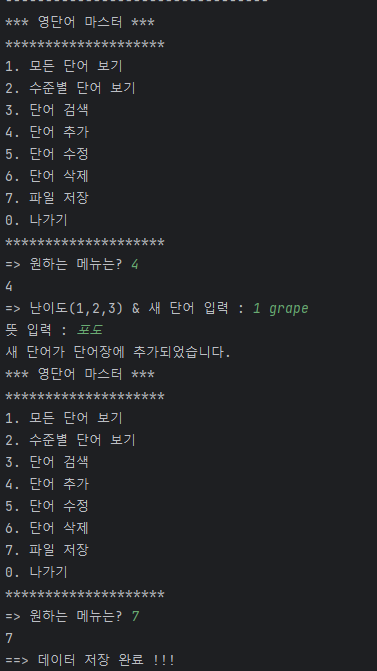 --------------------------------
*** 영단어 마스터 ***
********************
1. 모든 단어 보기
2. 수준별 단어 보기
3. 단어 검색
4. 단어 추가
5. 단어 수정
6. 단어 삭제
7. 파일 저장
0. 나가기
********************
=> 원하는 메뉴는? 4
4
=> 난이도(1,2,3) & 새 단어 입력 : 1 grape
뜻 입력 : 포도
새 단어가 단어장에 추가되었습니다.
*** 영단어 마스터 ***
********************
1. 모든 단어 보기
2. 수준별 단어 보기
3. 단어 검색
4. 단어 추가
5. 단어 수정
6. 단어 삭제
7. 파일 저장
0. 나가기
********************
=> 원하는 메뉴는? 7
7
==> 데이터 저장 완료 !!!